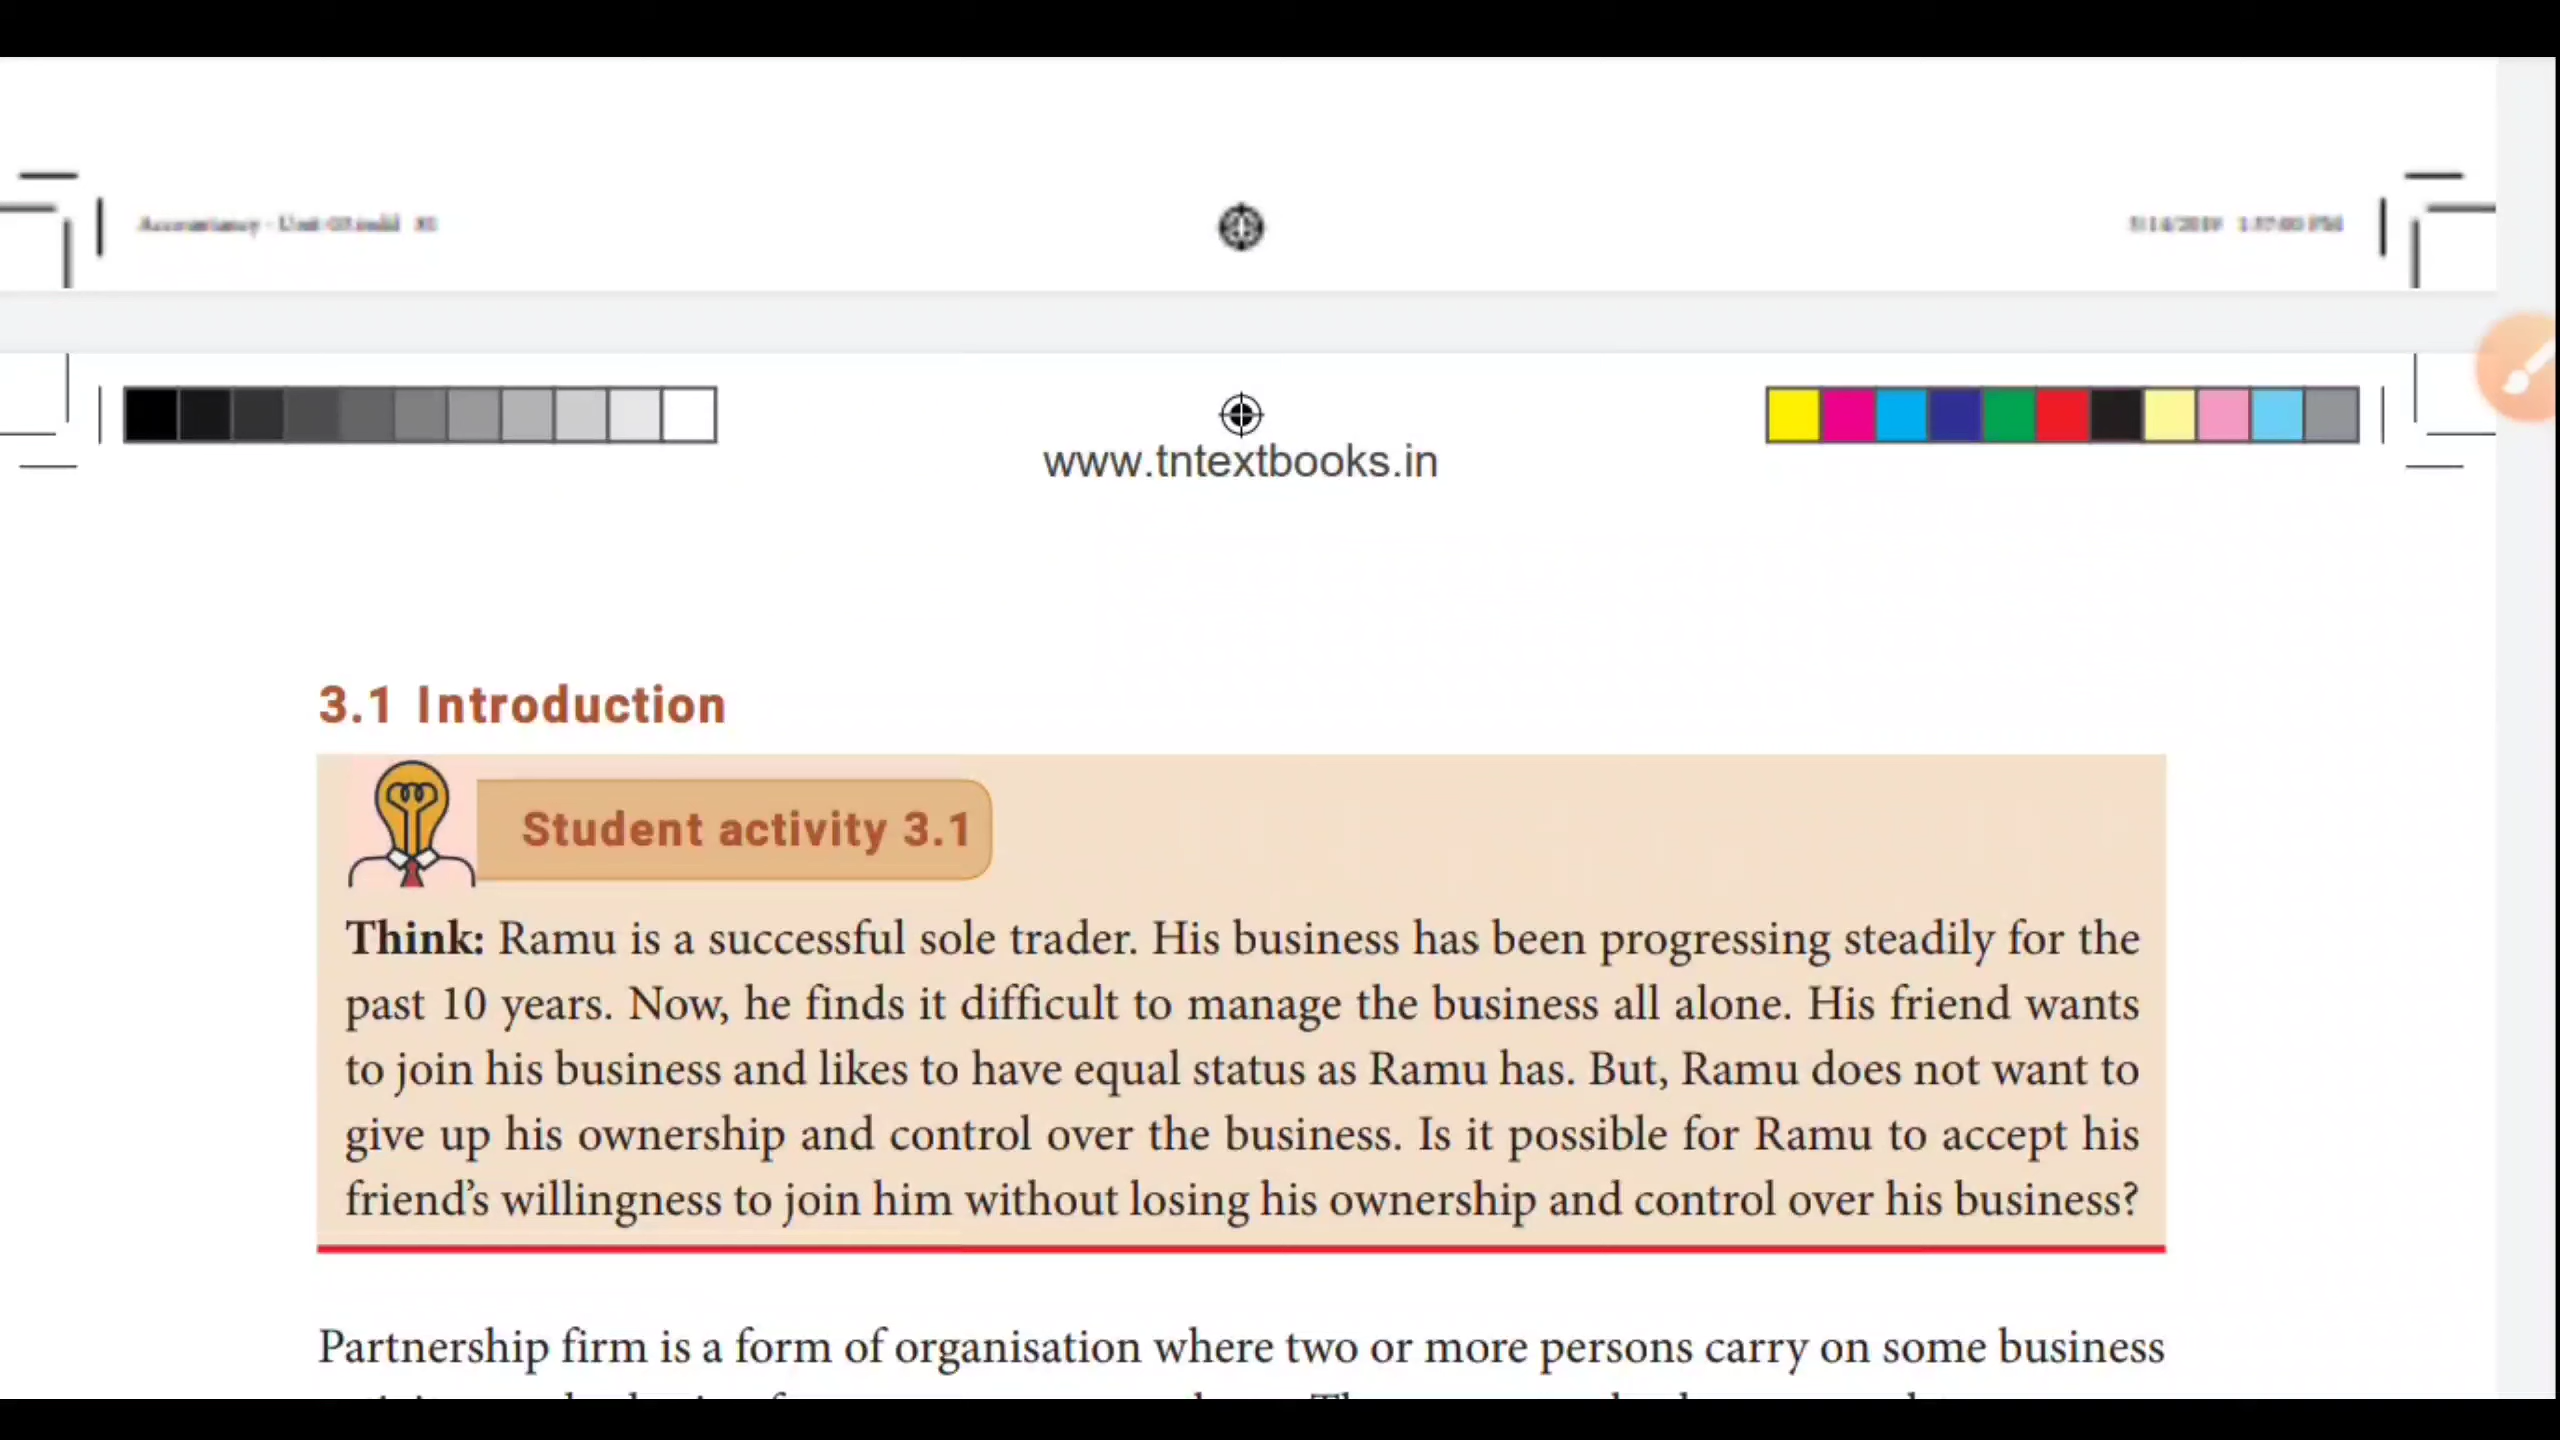 Accountancy - Unit
www.tntextbooks.in
3.1 Introduction
Student activity 3.1
Think: Ramu is a successful sole trader. His business has been progressing steadily for the
past 10 years. Now, he finds it difficult to manage the business all alone. His friend wants
to join his business and likes to have equal status as Ramu has. But, Ramu does not want to
give up his ownership and control over the business. Is it possible for Ramu to accept his
friend’s willingness to join him without losing his ownership and control over his business?
Partnership firm is a form of organisation where two or more persons carry on some business